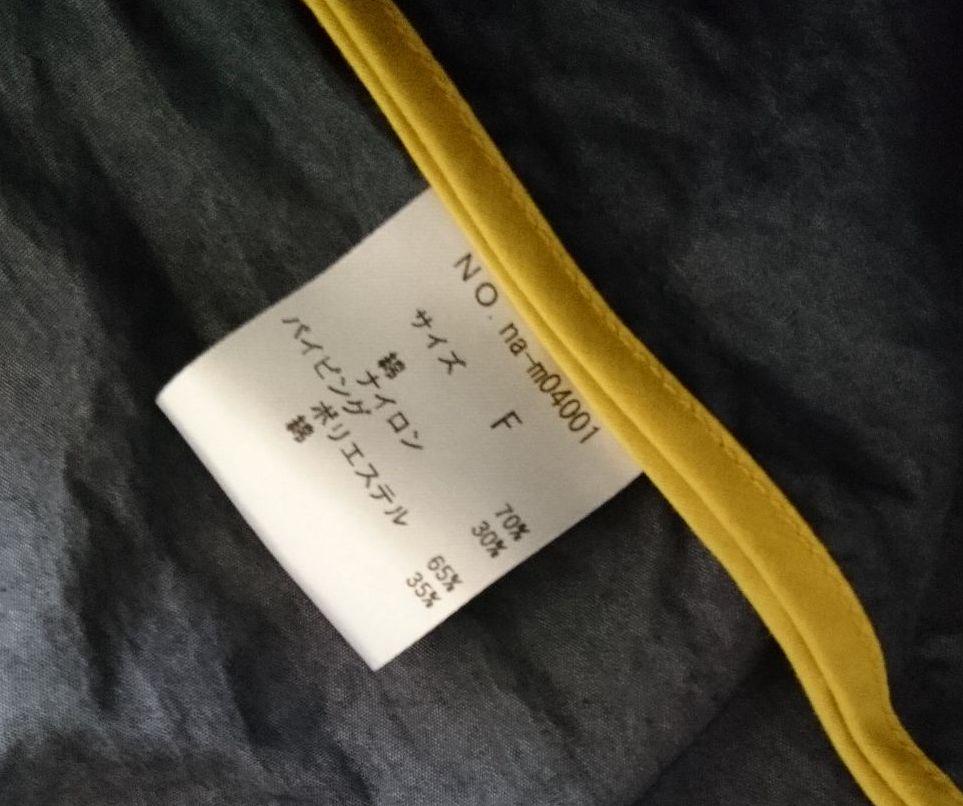 NO. na-m04001
サイズ F
綿 70%
ナイロン 30%
パイピング
ポリエステル 65%
綿 35%